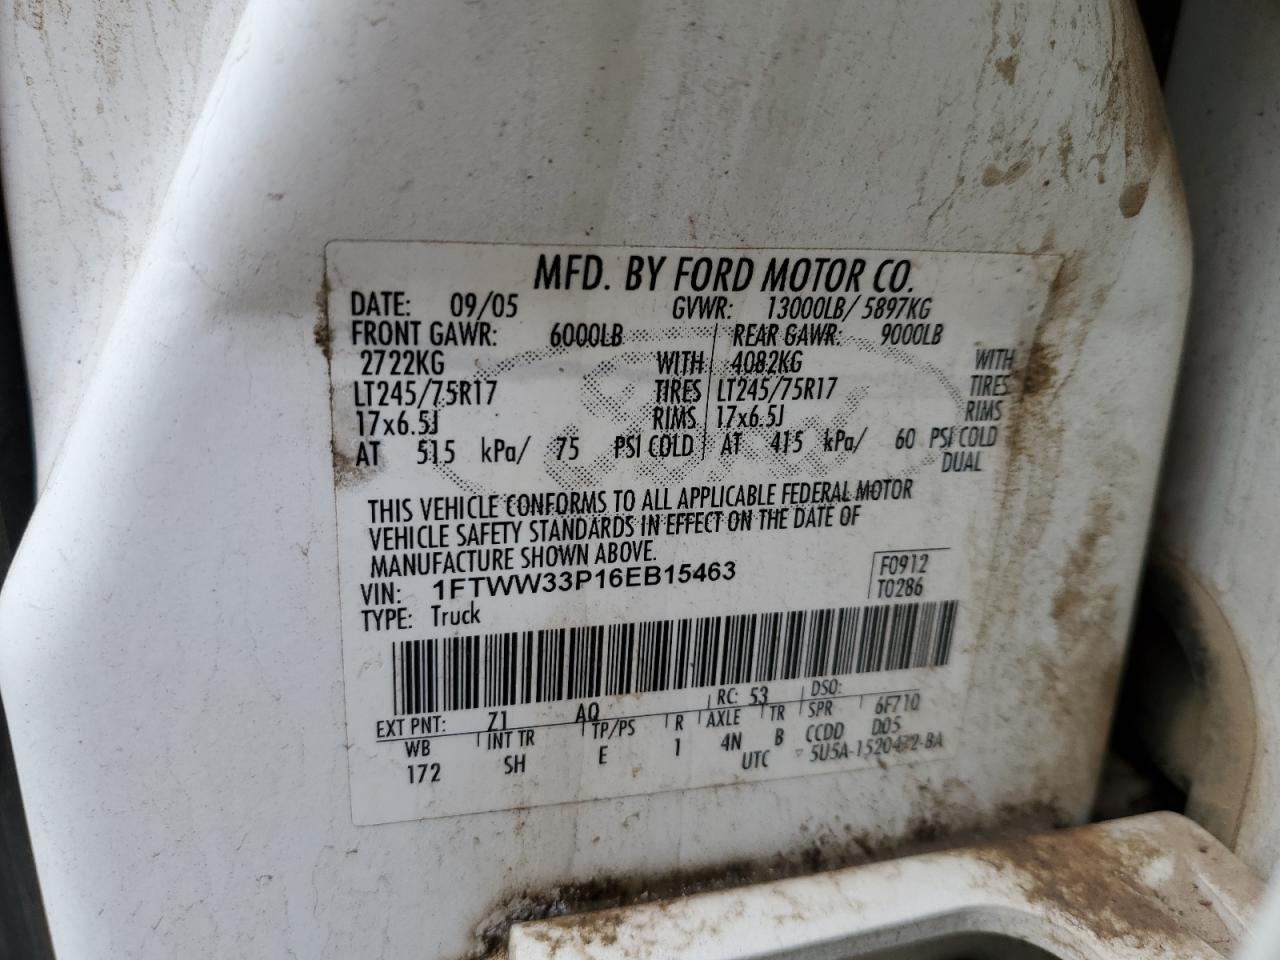 MFD. BY FORD MOTOR CO.
DATE: 09/05 GVWR: 13000LB/ 5897KG
FRONT GAWR: 6000LB REAR GAWR: 9000LB
2722KG WITH 4082KG WITH
LT245/75R17 TIRES LT245/75R17 TIRES
17x6.5J RIMS 17x6.5J RIMS
AT 515 kPa/ 75 PSI COLD AT 415 kPa/ 60 PSI COLD
DUAL
THIS VEHICLE CONFORMS TO ALL APPLICABLE FEDERAL MOTOR
VEHICLE SAFETY STANDARDS IN EFFECT ON THE DATE OF
MANUFACTURE SHOWN ABOVE.
VIN: 1FTWW33P16EB15463 F0912
TYPE: Truck T0286
EXT PNT: Z1 AQ RC: 53 DSO:
WB INT TR TP/PS R AXLE TR SPR 6F710
172 SH E 1 4N B CCDD D05
UTC 5U5A-1520472-BA